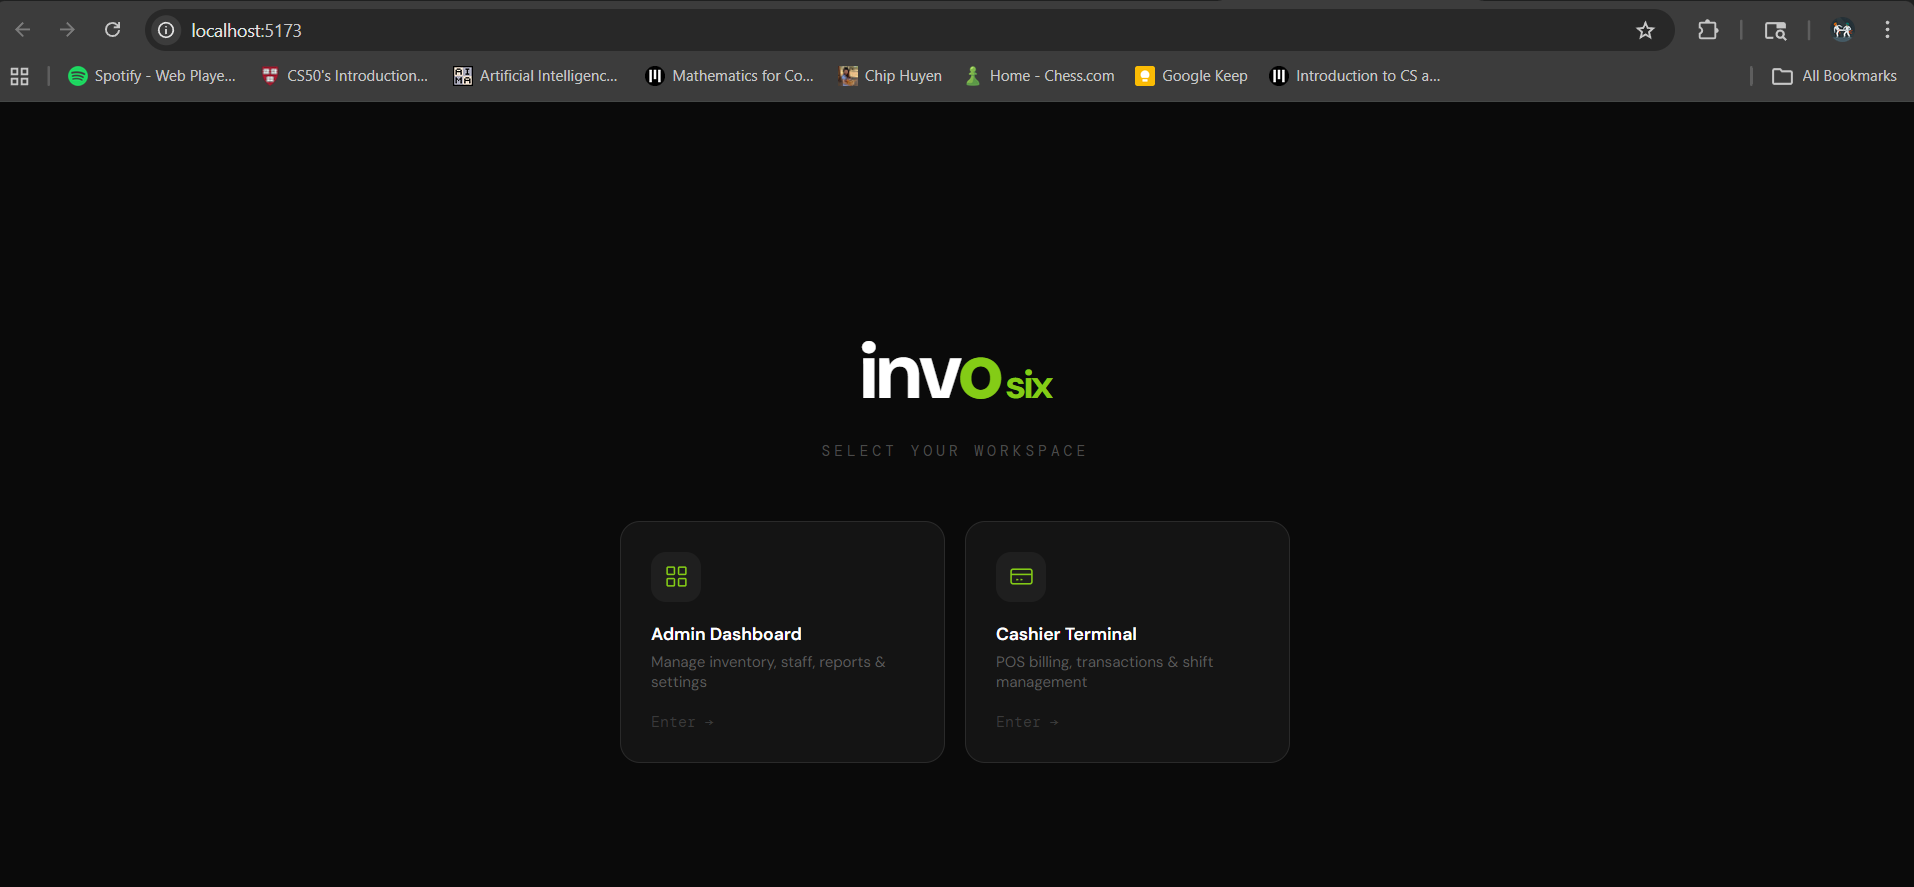 localhost:5173
Spotify - Web Playe...
CS50's Introduction...
AI
MA
Artificial Intelligenc...
Mathematics for Co...
Chip Huyen
Home - Chess.com
Google Keep
Introduction to CS a...
All Bookmarks
invo six
SELECT YOUR WORKSPACE
Admin Dashboard
Manage inventory, staff, reports &
settings
Enter →
Cashier Terminal
POS billing, transactions & shift
management
Enter →